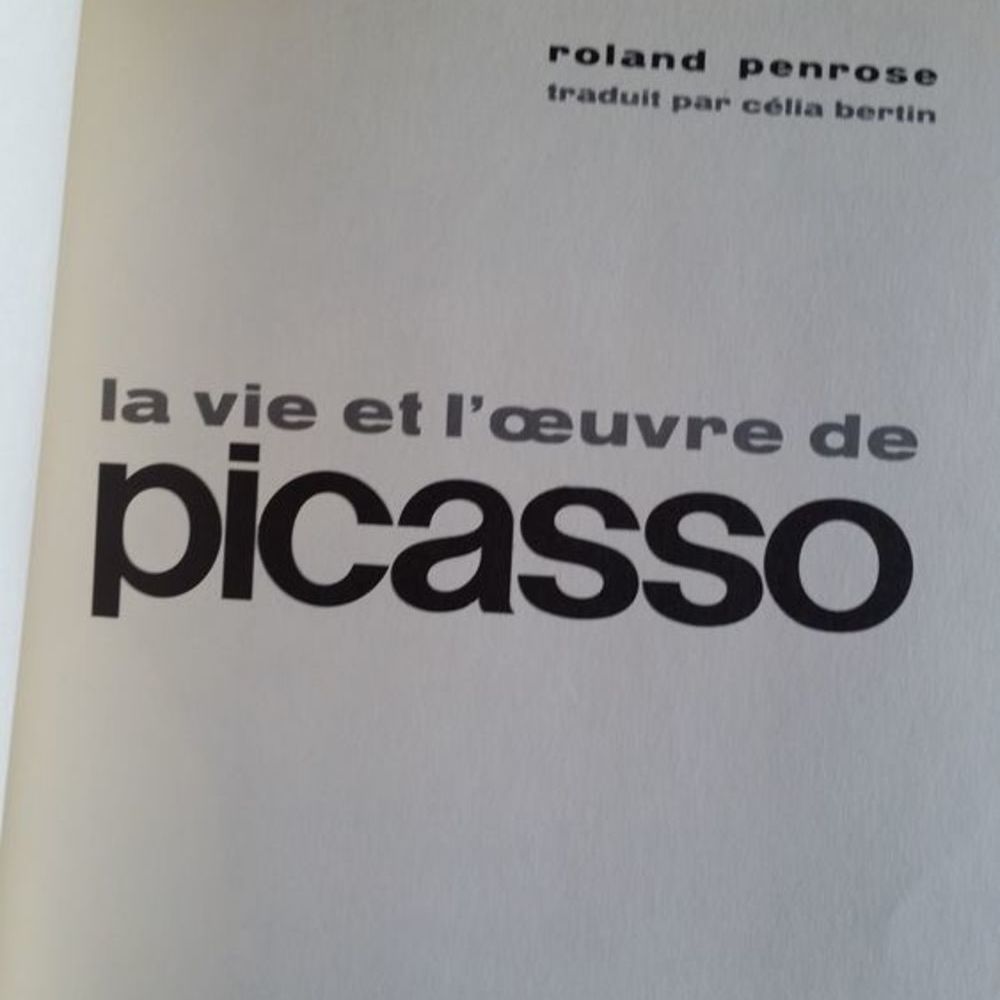 roland penrose
traduit par célia bertin
la vie et l'œuvre de
picasso